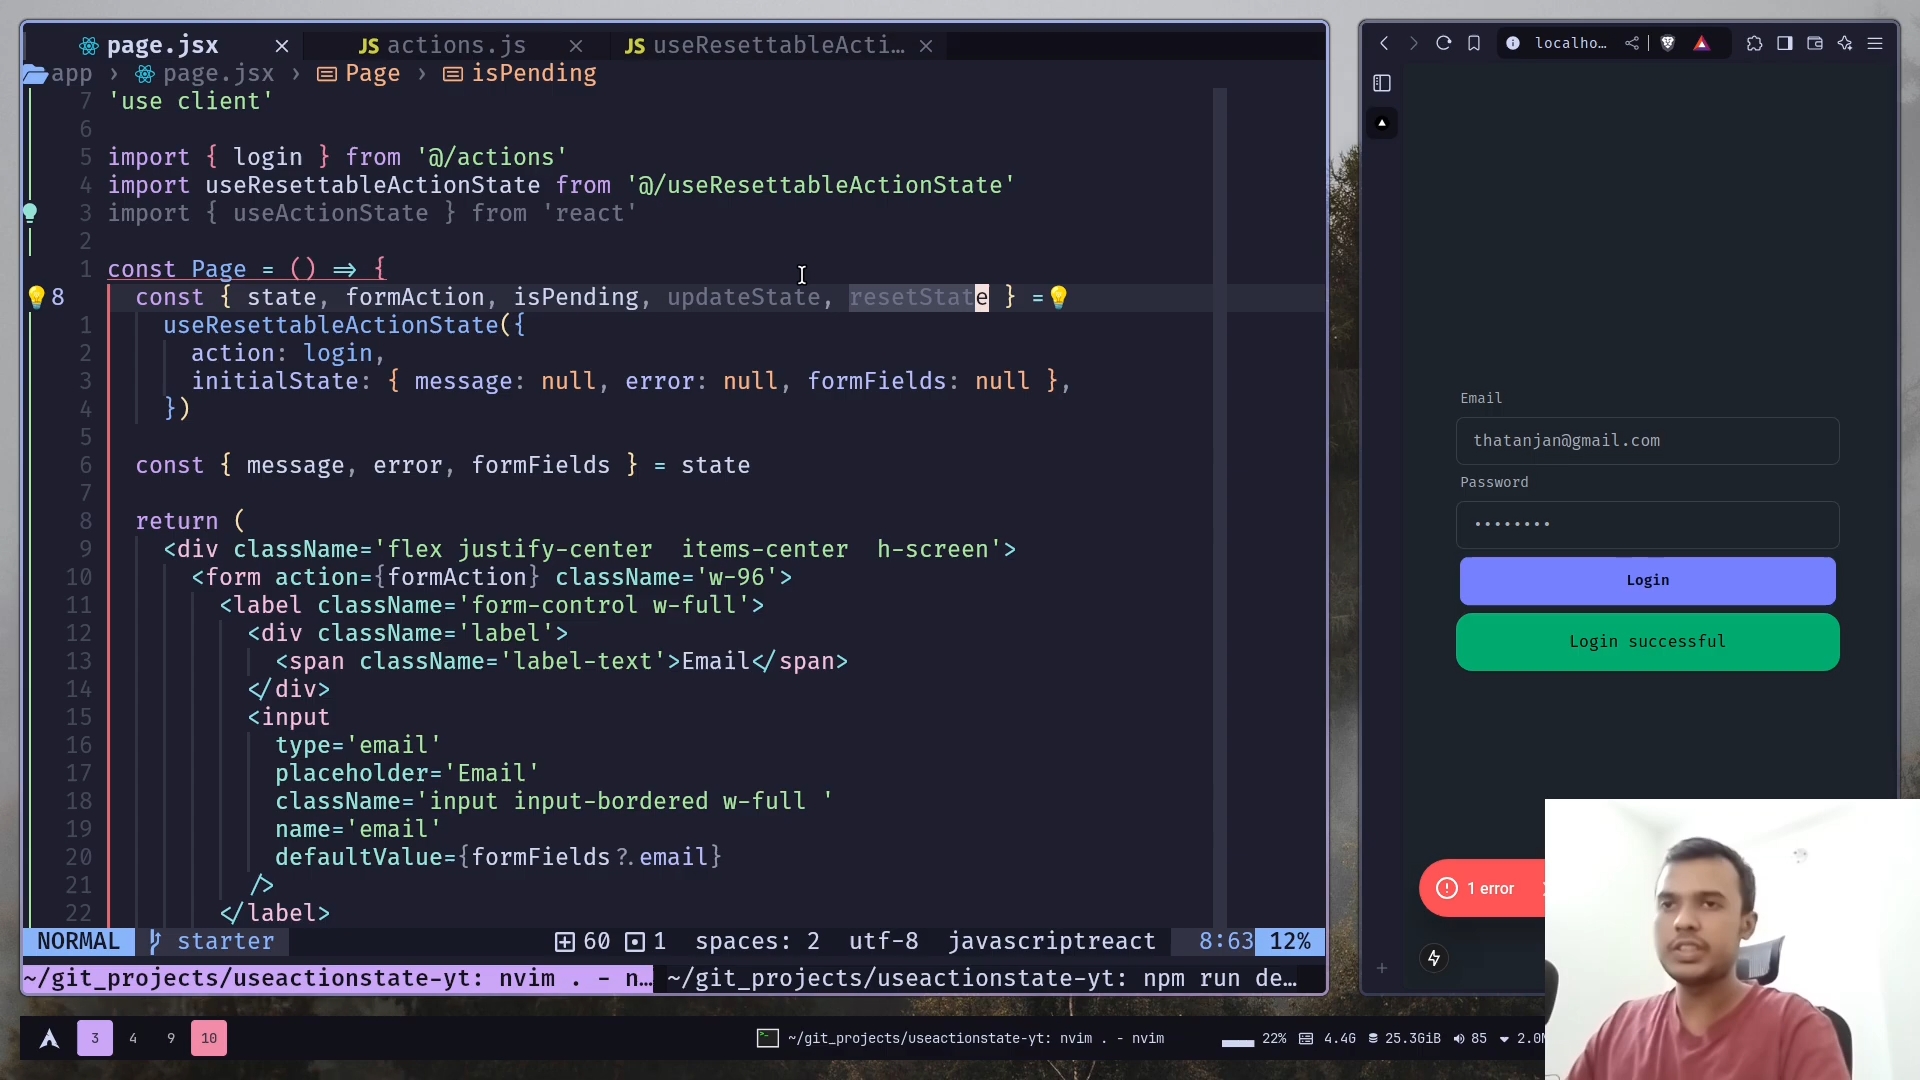 page.jsx
JS actions.js
JS useResettableActi…
app › page.jsx › Page › isPending
7 'use client'
6
5 import { login } from '@/actions'
4 import useResettableActionState from '@/useResettableActionState'
3 import { useActionState } from 'react'
2
1 const Page = () => {
8 const { state, formAction, isPending, updateState, resetState } =
1 useResettableActionState({
2 action: login,
3 initialState: { message: null, error: null, formFields: null },
4 })
5
6 const { message, error, formFields } = state
7
8 return (
9 <div className='flex justify-center  items-center  h-screen'>
10 <form action={formAction} className='w-96'>
11 <label className='form-control w-full'>
12 <div className='label'>
13 <span className='label-text'>Email</span>
14 </div>
15 <input
16 type='email'
17 placeholder='Email'
18 className='input input-bordered w-full '
19 name='email'
20 defaultValue={formFields?.email}
21 />
22 </label>
NORMAL starter 60 1 spaces: 2 utf-8 javascriptreact 8:63 12%
~/git_projects/useactionstate-yt: nvim . - n… ~/git_projects/useactionstate-yt: npm run de…
localho…
Email
thatanjan@gmail.com
Password
Login
Login successful
1 error
3 4 9 10
~/git_projects/useactionstate-yt: nvim . - nvim
22% 4.4G 25.3GiB 85